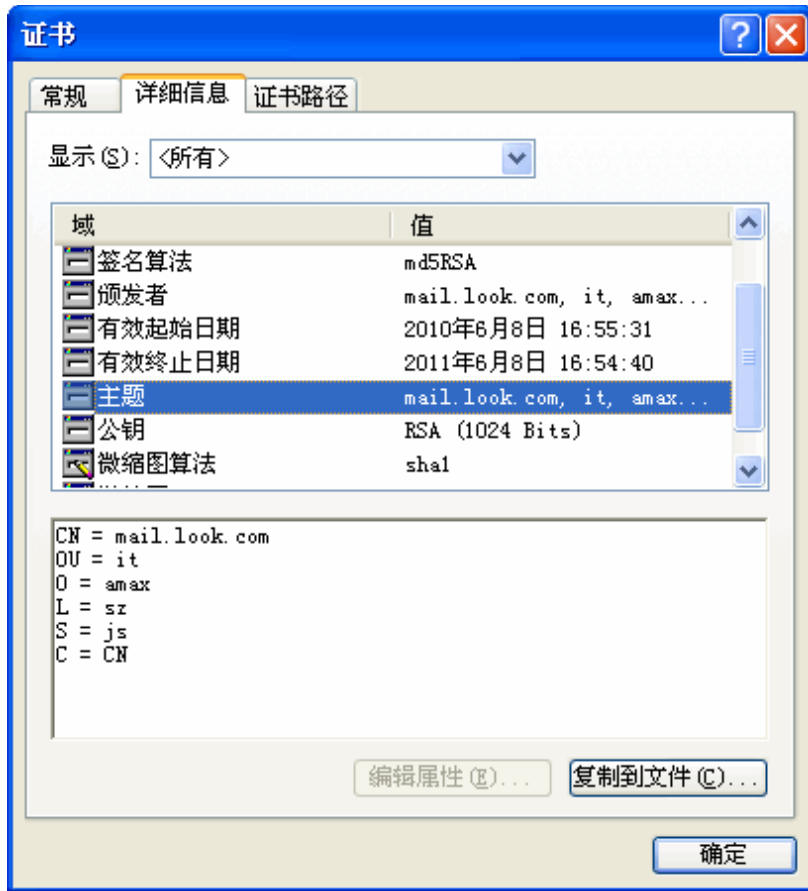 证书
常规 详细信息 证书路径
显示(S): <所有>
域 值
签名算法 md5RSA
颁发者 mail.look.com, it, amax...
有效起始日期 2010年6月8日 16:55:31
有效终止日期 2011年6月8日 16:54:40
主题 mail.look.com, it, amax...
公钥 RSA (1024 Bits)
微缩图算法 sha1
CN = mail.look.com
OU = it
O = amax
L = sz
S = js
C = CN
编辑属性(E)... 复制到文件(C)...
确定